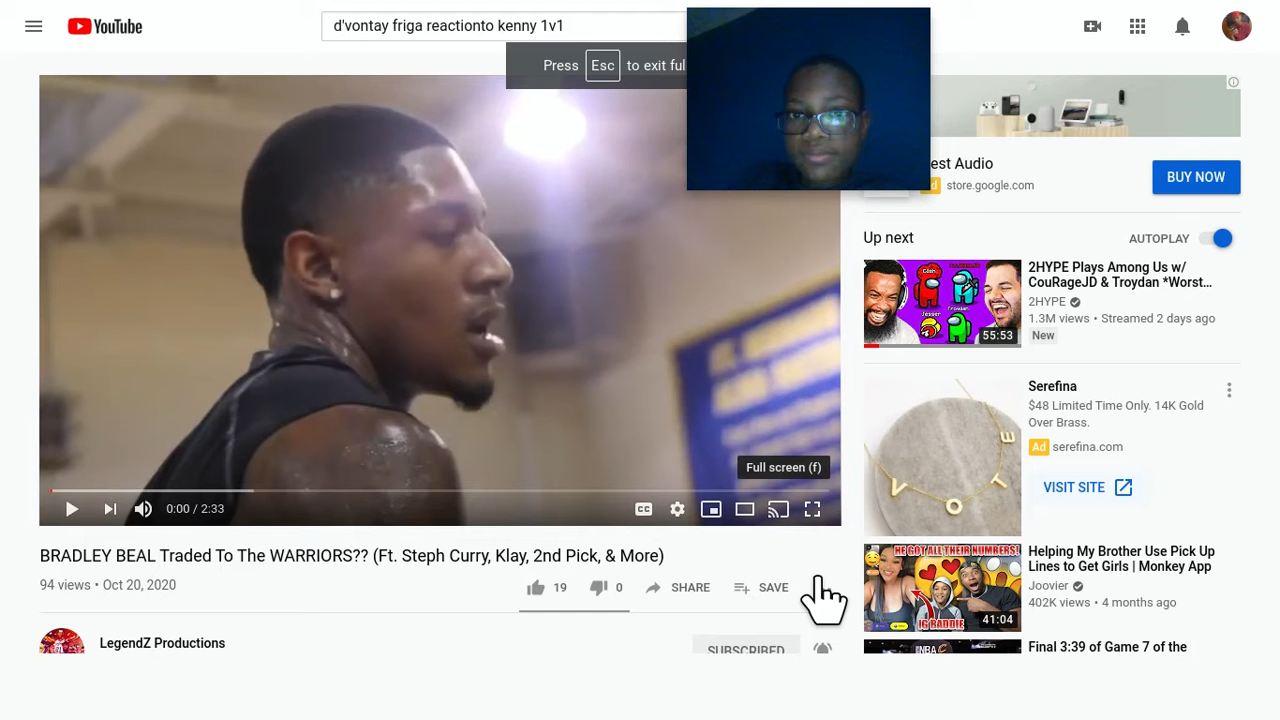 YouTube
d'vontay friga reactionto kenny 1v1
Press Esc to exit ful
est Audio
store.google.com
BUY NOW
Up next
AUTOPLAY
2HYPE Plays Among Us w/
CouRageJD & Troydan *Worst...
2HYPE
1.3M views • Streamed 2 days ago
New
55:53
Serefina
$48 Limited Time Only. 14K Gold
Over Brass.
Ad serefina.com
VISIT SITE
VOTE
Full screen (f)
0:00 / 2:33
CC
BRADLEY BEAL Traded To The WARRIORS?? (Ft. Steph Curry, Klay, 2nd Pick, & More)
94 views • Oct 20, 2020
19
0
SHARE
SAVE
HE GOT ALL THEIR NUMBERS!
IG BADDIE
41:04
Helping My Brother Use Pick Up
Lines to Get Girls | Monkey App
Joovier
402K views • 4 months ago
LegendZ Productions
SUBSCRIBED
NBA
Final 3:39 of Game 7 of the